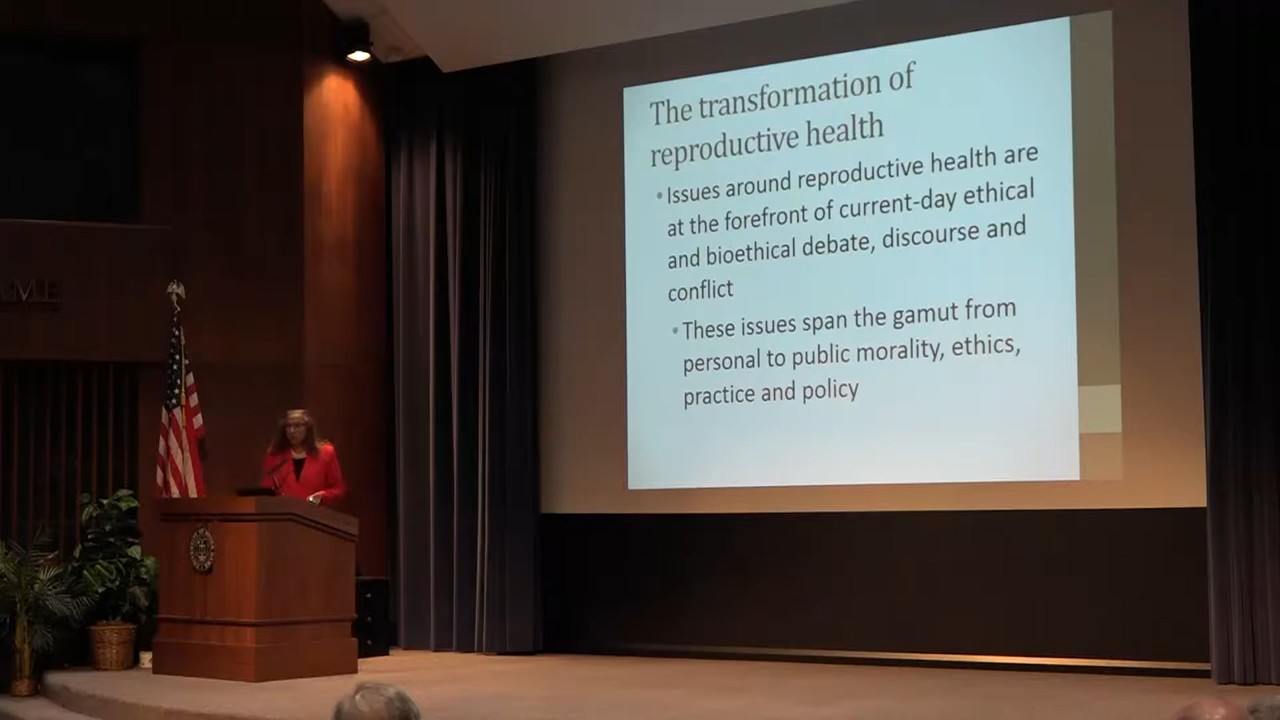 The transformation of
reproductive health
•Issues around reproductive health are
at the forefront of current-day ethical
and bioethical debate, discourse and
conflict
•These issues span the gamut from
personal to public morality, ethics,
practice and policy
ME